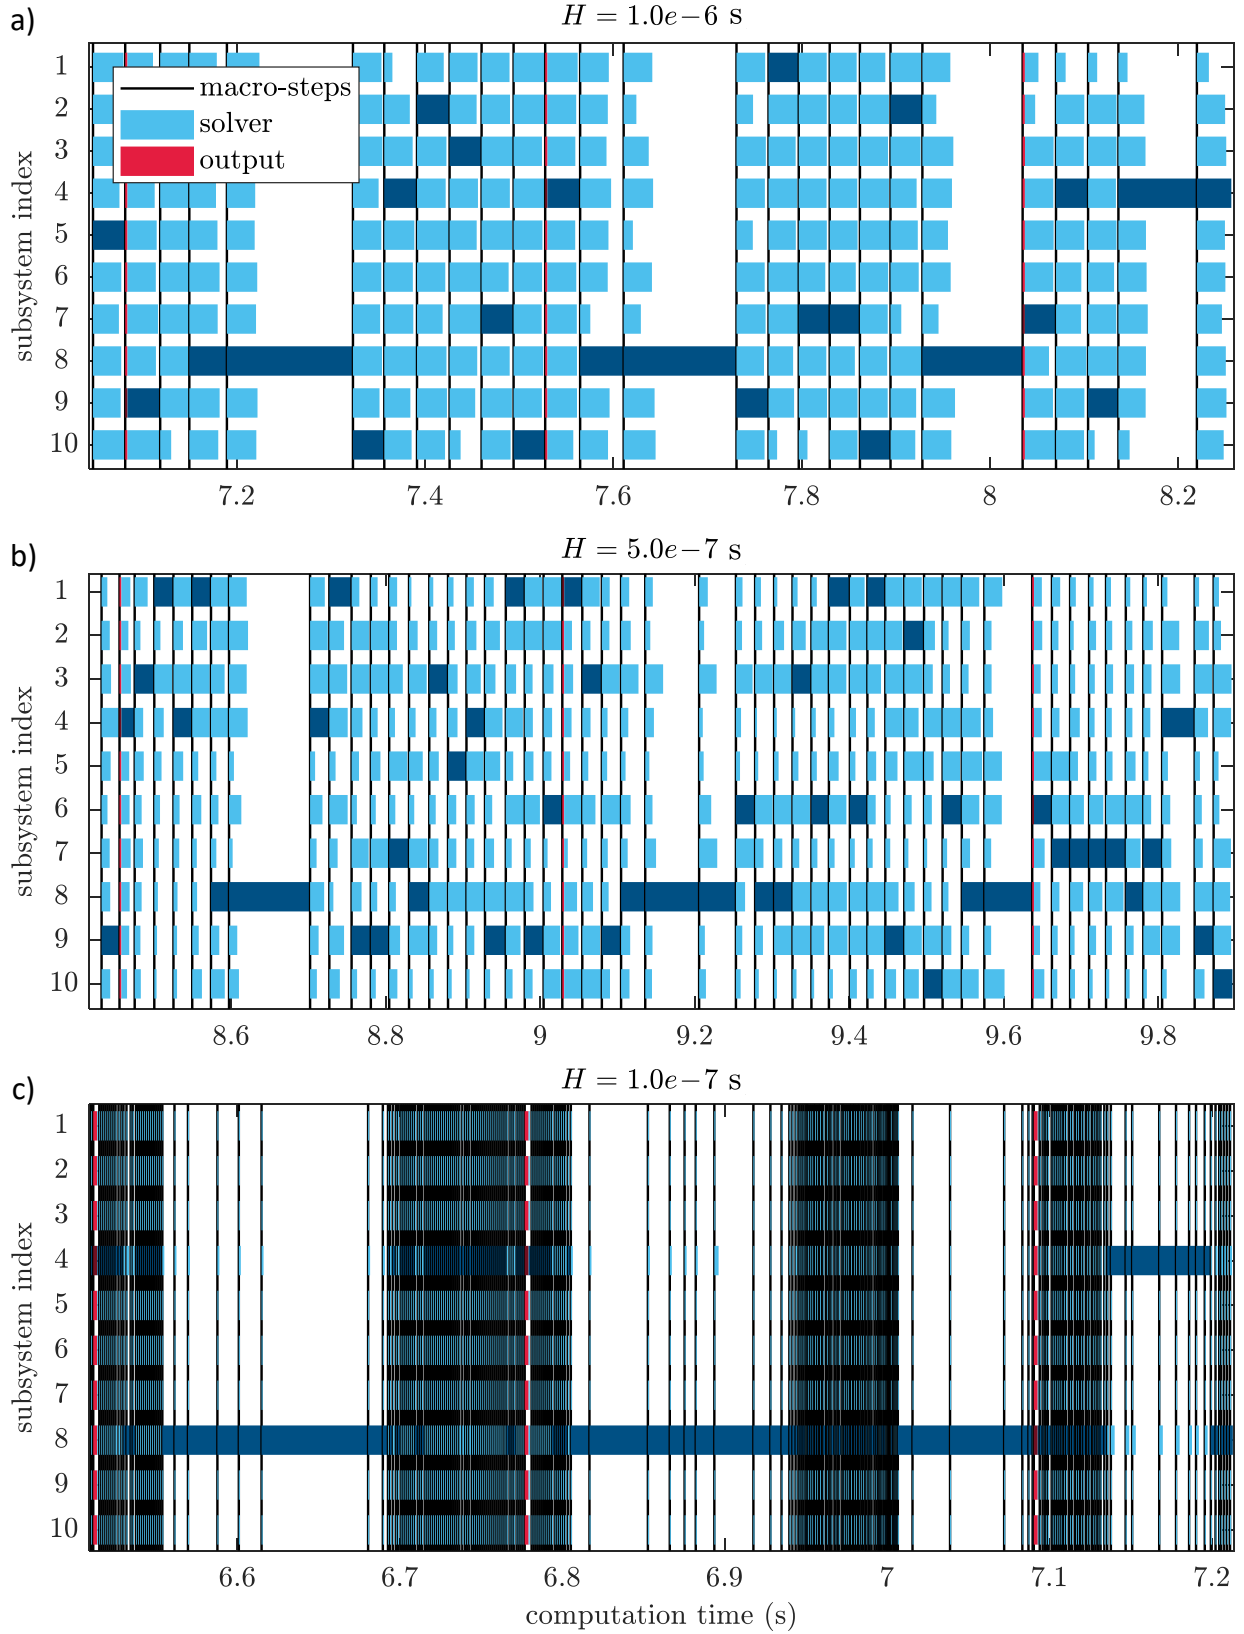 a)
H = 1.0e−6 s
macro-steps
solver
output
subsystem index
1
2
3
4
5
6
7
8
9
10
7.2 7.4 7.6 7.8 8 8.2
b)
H = 5.0e−7 s
subsystem index
1
2
3
4
5
6
7
8
9
10
8.6 8.8 9 9.2 9.4 9.6 9.8
c)
H = 1.0e−7 s
subsystem index
1
2
3
4
5
6
7
8
9
10
6.6 6.7 6.8 6.9 7 7.1 7.2
computation time (s)